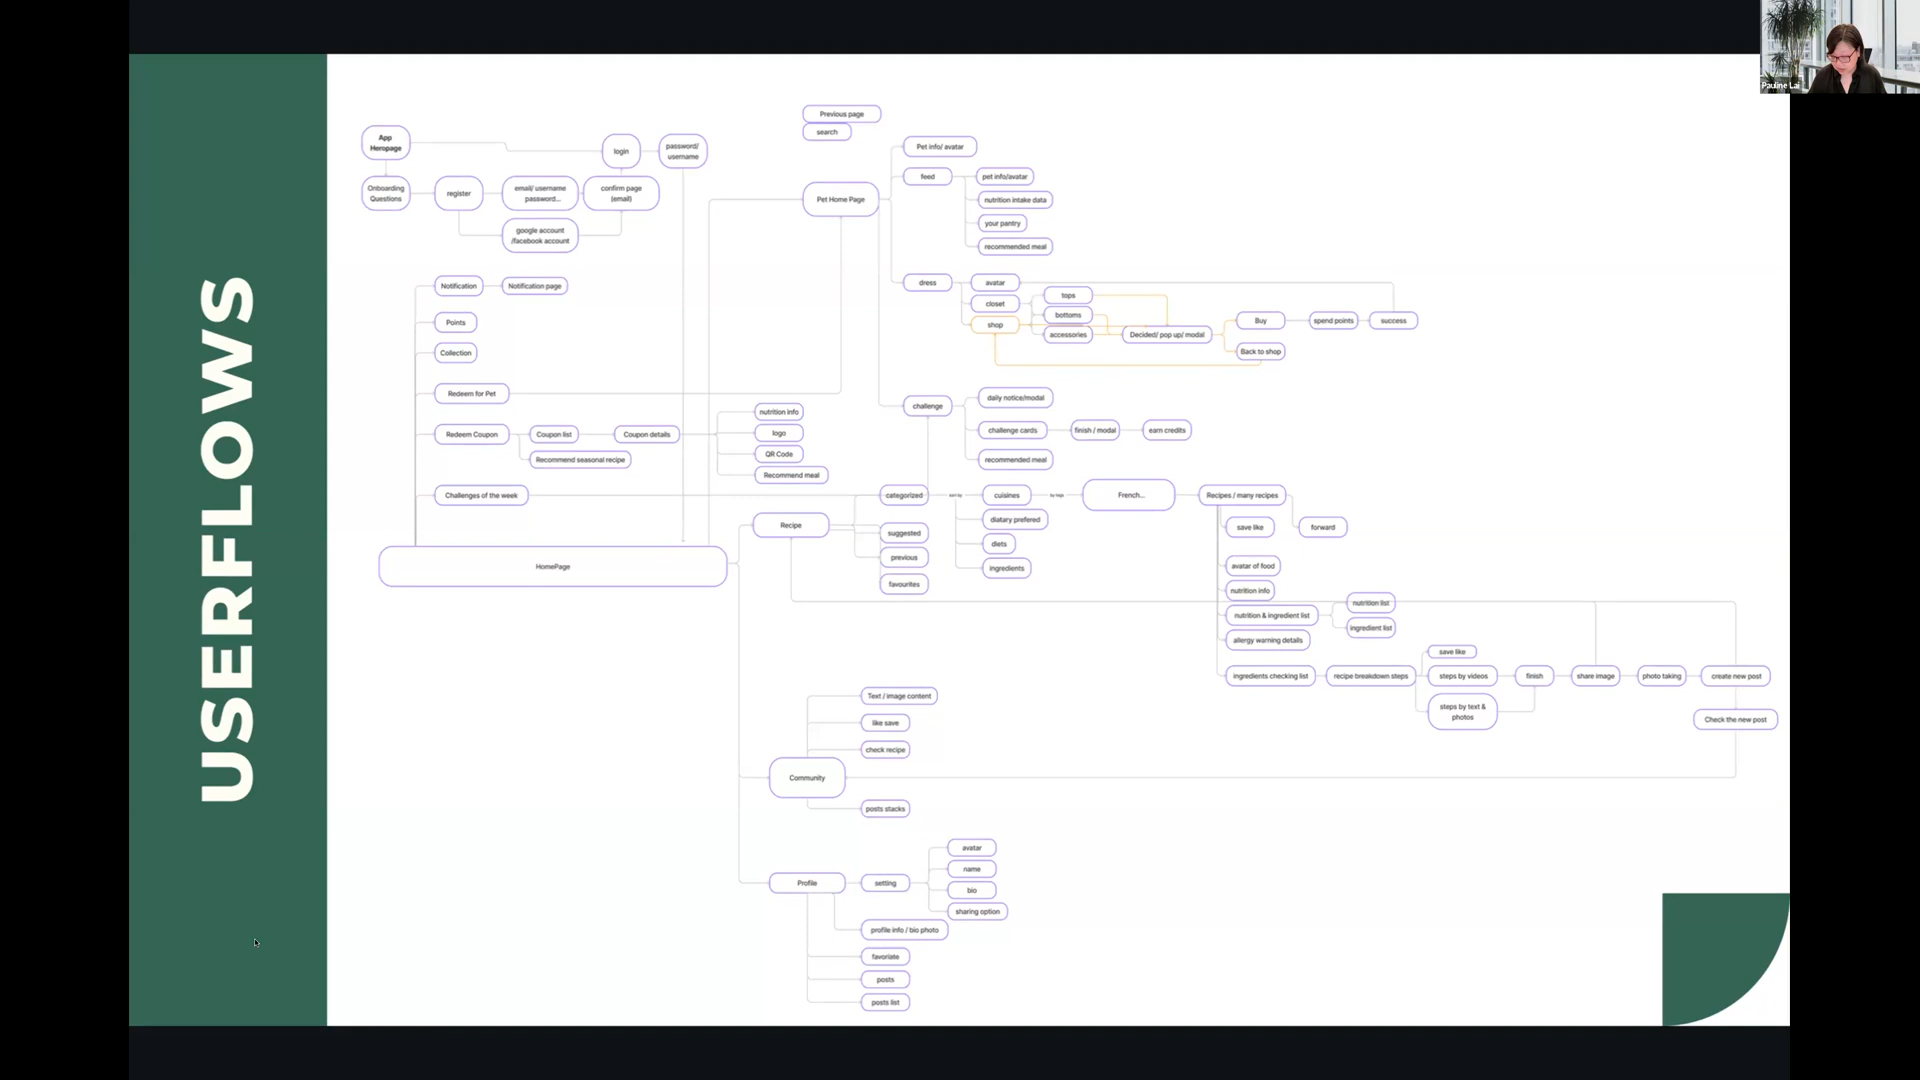 USERFLOWS
Pauline Lai
App
Heropage
login
password/
username
Onboarding
Questions
register
email/ username
password...
confirm page
(email)
google account
/facebook account
Notification
Notification page
Points
Collection
Redeem for Pet
Redeem Coupon
Coupon list
Coupon details
Recommend seasonal recipe
nutrition info
logo
QR Code
Recommend meal
Challenges of the week
HomePage
Previous page
search
Pet Home Page
Pet info/ avatar
feed
pet info/avatar
nutrition intake data
your pantry
recommended meal
dress
avatar
closet
shop
tops
bottoms
accessories
Decided/ pop up/ modal
Buy
Back to shop
spend points
success
challenge
daily notice/modal
challenge cards
finish / modal
earn credits
recommended meal
Recipe
categorized
suggested
previous
favourites
sort by
cuisines
diatary prefered
diets
ingredients
by tags
French...
Recipes / many recipes
save like
forward
avatar of food
nutrition info
nutrition & ingredient list
nutrition list
ingredient list
allergy warning details
ingredients checking list
recipe breakdown steps
save like
steps by videos
steps by text &
photos
finish
share image
photo taking
create new post
Check the new post
Community
Text / image content
like save
check recipe
posts stacks
Profile
setting
avatar
name
bio
sharing option
profile info / bio photo
favoriate
posts
posts list